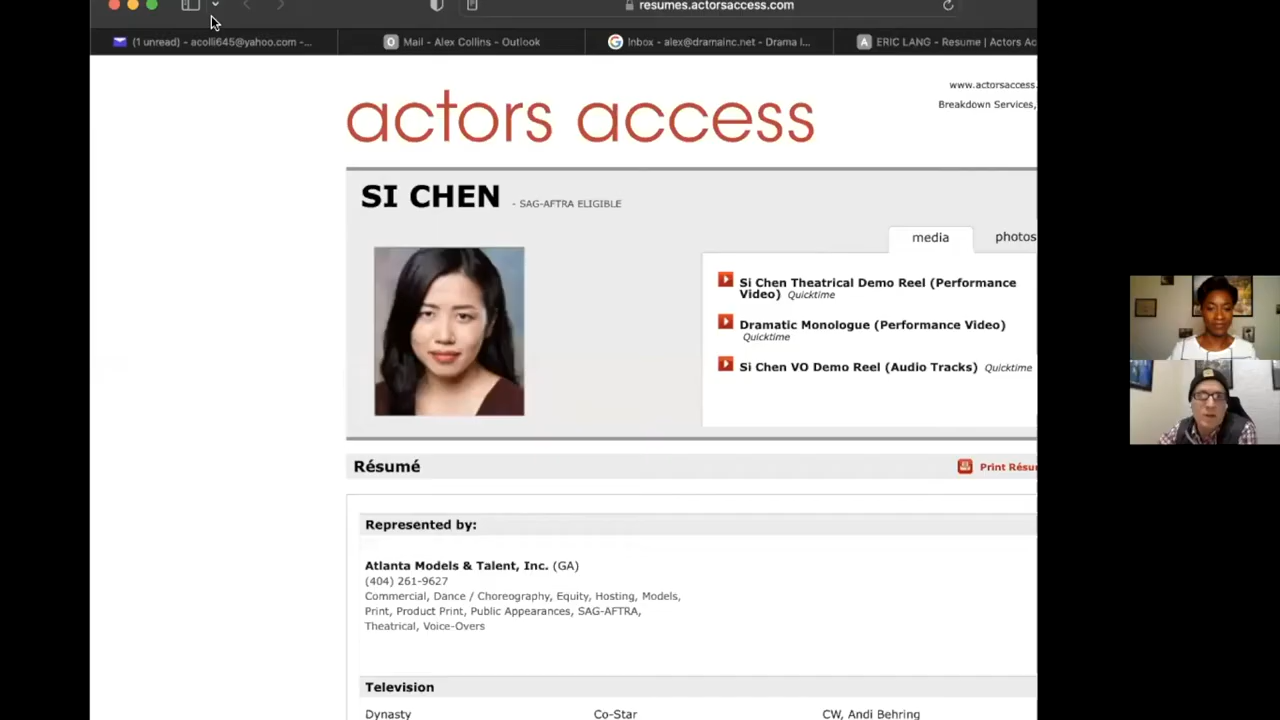 resumes.actorsaccess.com
(1 unread) - acolli645@yahoo.com -...
Mail - Alex Collins - Outlook
Inbox - alex@dramainc.net - Drama I...
ERIC LANG - Resume | Actors Ac
www.actorsaccess.
Breakdown Services,
actors access
SI CHEN - SAG-AFTRA ELIGIBLE
media
photos
Si Chen Theatrical Demo Reel (Performance
Video) Quicktime
Dramatic Monologue (Performance Video)
Quicktime
Si Chen VO Demo Reel (Audio Tracks) Quicktime
Résumé
Print Résu
Represented by:
Atlanta Models & Talent, Inc. (GA)
(404) 261-9627
Commercial, Dance / Choreography, Equity, Hosting, Models,
Print, Product Print, Public Appearances, SAG-AFTRA,
Theatrical, Voice-Overs
Television
Dynasty
Co-Star
CW, Andi Behring